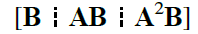 [B ⋮ AB ⋮ A²B]